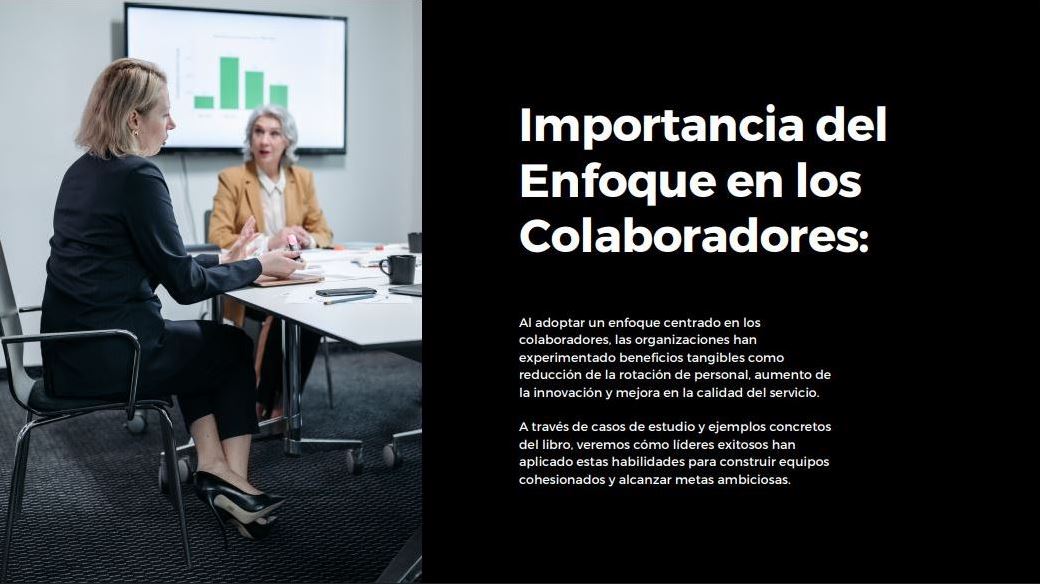 Importancia del
Enfoque en los
Colaboradores:
Al adoptar un enfoque centrado en los
colaboradores, las organizaciones han
experimentado beneficios tangibles como
reducción de la rotación de personal, aumento de
la innovación y mejora en la calidad del servicio.
A través de casos de estudio y ejemplos concretos
del libro, veremos cómo líderes exitosos han
aplicado estas habilidades para construir equipos
cohesionados y alcanzar metas ambiciosas.